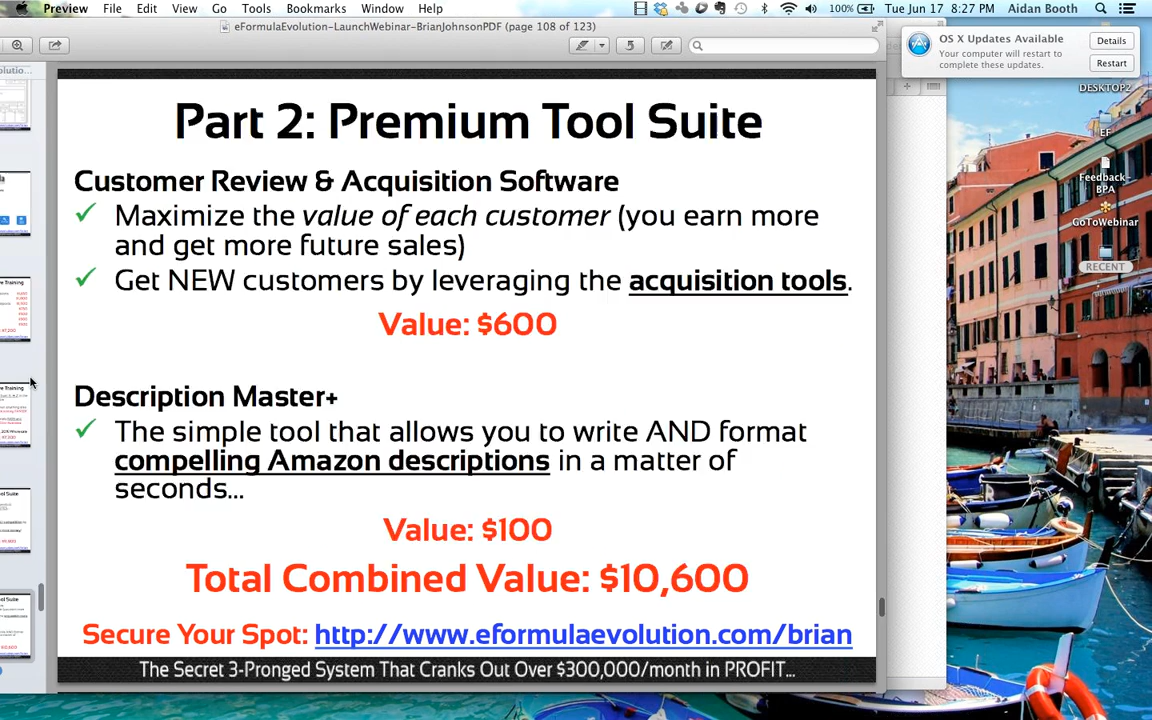 Preview File Edit View Go Tools Bookmarks Window Help 100% Tue Jun 17 8:27 PM Aidan Booth
eFormulaEvolution-LaunchWebinar-BrianJohnsonPDF (page 108 of 123)
OS X Updates Available
Your computer will restart to complete these updates.
Details
Restart
DESKTOP2
EF
Feedback-
BPA
GoToWebinar
RECENT
Part 2: Premium Tool Suite
Customer Review & Acquisition Software
Maximize the value of each customer (you earn more
and get more future sales)
Get NEW customers by leveraging the acquisition tools.
Value: $600
Description Master+
The simple tool that allows you to write AND format
compelling Amazon descriptions in a matter of
seconds...
Value: $100
Total Combined Value: $10,600
Secure Your Spot: http://www.eformulaevolution.com/brian
The Secret 3-Pronged System That Cranks Out Over $300,000/month in PROFIT...